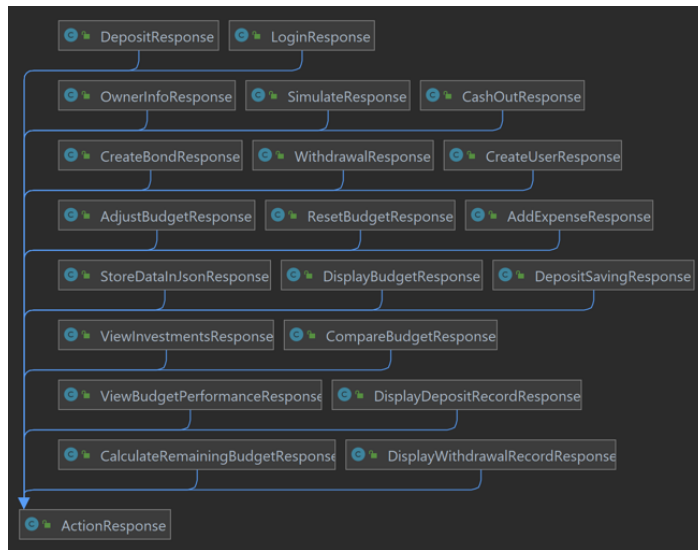 DepositResponse LoginResponse
OwnerInfoResponse SimulateResponse CashOutResponse
CreateBondResponse WithdrawalResponse CreateUserResponse
AdjustBudgetResponse ResetBudgetResponse AddExpenseResponse
StoreDataInJsonResponse DisplayBudgetResponse DepositSavingResponse
ViewInvestmentsResponse CompareBudgetResponse
ViewBudgetPerformanceResponse DisplayDepositRecordResponse
CalculateRemainingBudgetResponse DisplayWithdrawalRecordResponse
ActionResponse